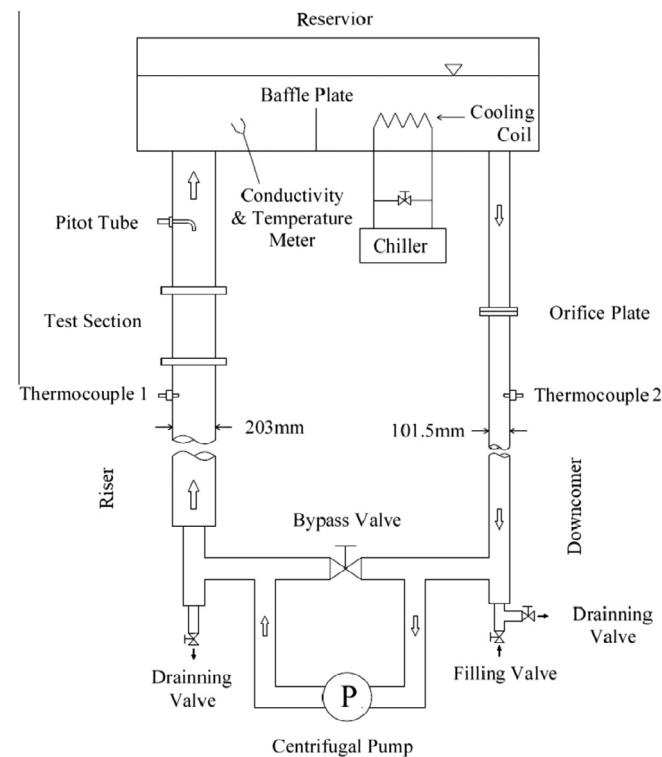 Reservior
Baffle Plate
Cooling
Coil
Conductivity
& Temperature
Meter
Chiller
Pitot Tube
Test Section
Orifice Plate
Thermocouple 1
Thermocouple 2
203mm
101.5mm
Riser
Downcomer
Bypass Valve
Drainning
Valve
Filling Valve
Drainning
Valve
P
Centrifugal Pump